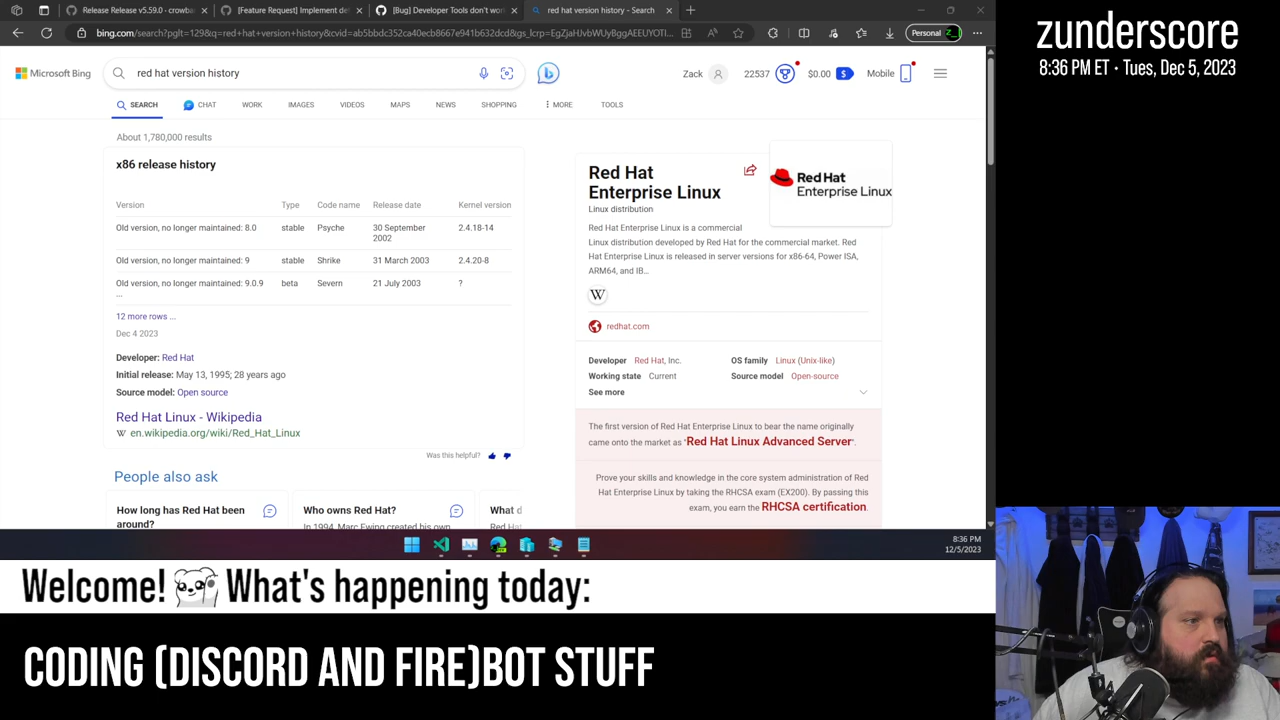 Release Release v5.59.0 · crowba
[Feature Request] Implement de
[Bug] Developer Tools don't wor
red hat version history - Search
bing.com/search?pglt=129&q=red+hat+version+history&cvid=
Personal
Microsoft Bing
red hat version history
Zack
22537
$0.00
Mobile
SEARCH
CHAT
WORK
IMAGES
VIDEOS
MAPS
NEWS
SHOPPING
MORE
TOOLS
About 1,780,000 results
x86 release history
Version Type Code name Release date Kernel version
Old version, no longer maintained: 8.0 stable Psyche 30 September 2002 2.4.18-14
Old version, no longer maintained: 9 stable Shrike 31 March 2003 2.4.20-8
Old version, no longer maintained: 9.0.9 ... beta Severn 21 July 2003 ?
12 more rows ...
Dec 4 2023
Developer: Red Hat
Initial release: May 13, 1995; 28 years ago
Source model: Open source
Red Hat Linux - Wikipedia
W en.wikipedia.org/wiki/Red_Hat_Linux
Was this helpful?
People also ask
How long has Red Hat been
around?
Who owns Red Hat?
In 1994, Marc Ewing created his own
What d
Red Hat
Red Hat
Enterprise Linux
Linux distribution
Red Hat
Enterprise Linux
Red Hat Enterprise Linux is a commercial
Linux distribution developed by Red Hat for the commercial market. Red
Hat Enterprise Linux is released in server versions for x86-64, Power ISA,
ARM64, and IB...
W
redhat.com
Developer Red Hat, Inc. OS family Linux (Unix-like)
Working state Current Source model Open-source
See more
The first version of Red Hat Enterprise Linux to bear the name originally
came onto the market as "Red Hat Linux Advanced Server".
Prove your skills and knowledge in the core system administration of Red
Hat Enterprise Linux by taking the RHCSA exam (EX200). By passing this
exam, you earn the RHCSA certification.
8:36 PM
12/5/2023
zunderscore
8:36 PM ET • Tues, Dec 5, 2023
Welcome! What's happening today:
CODING (DISCORD AND FIRE)BOT STUFF